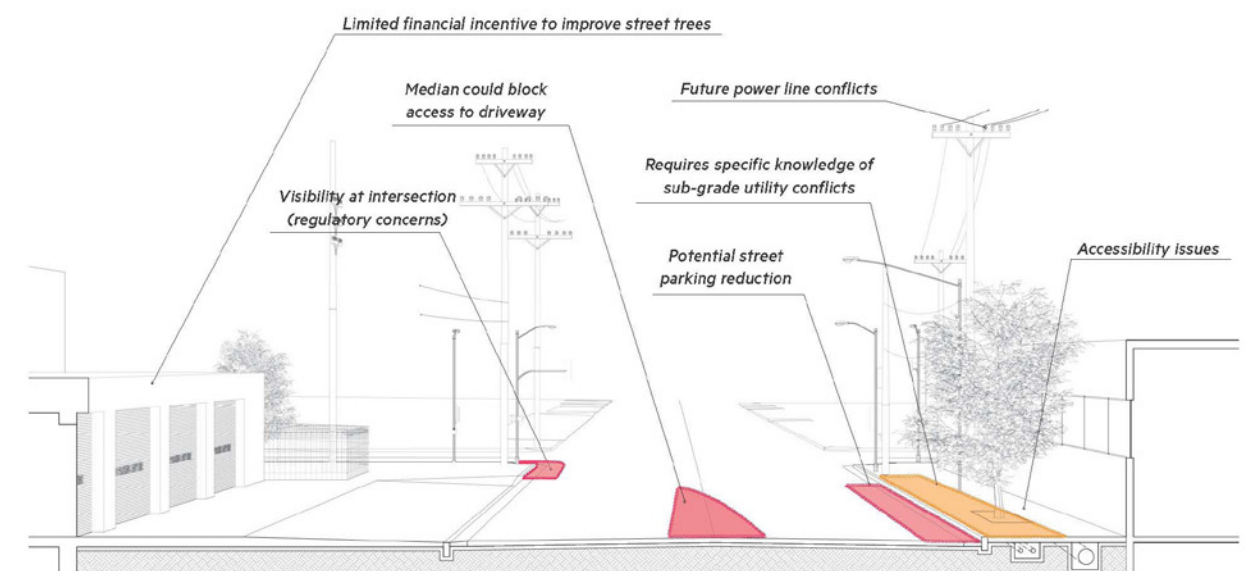 Limited financial incentive to improve street trees
Median could block
access to driveway
Future power line conflicts
Requires specific knowledge of
sub-grade utility conflicts
Visibility at intersection
(regulatory concerns)
Potential street
parking reduction
Accessibility issues